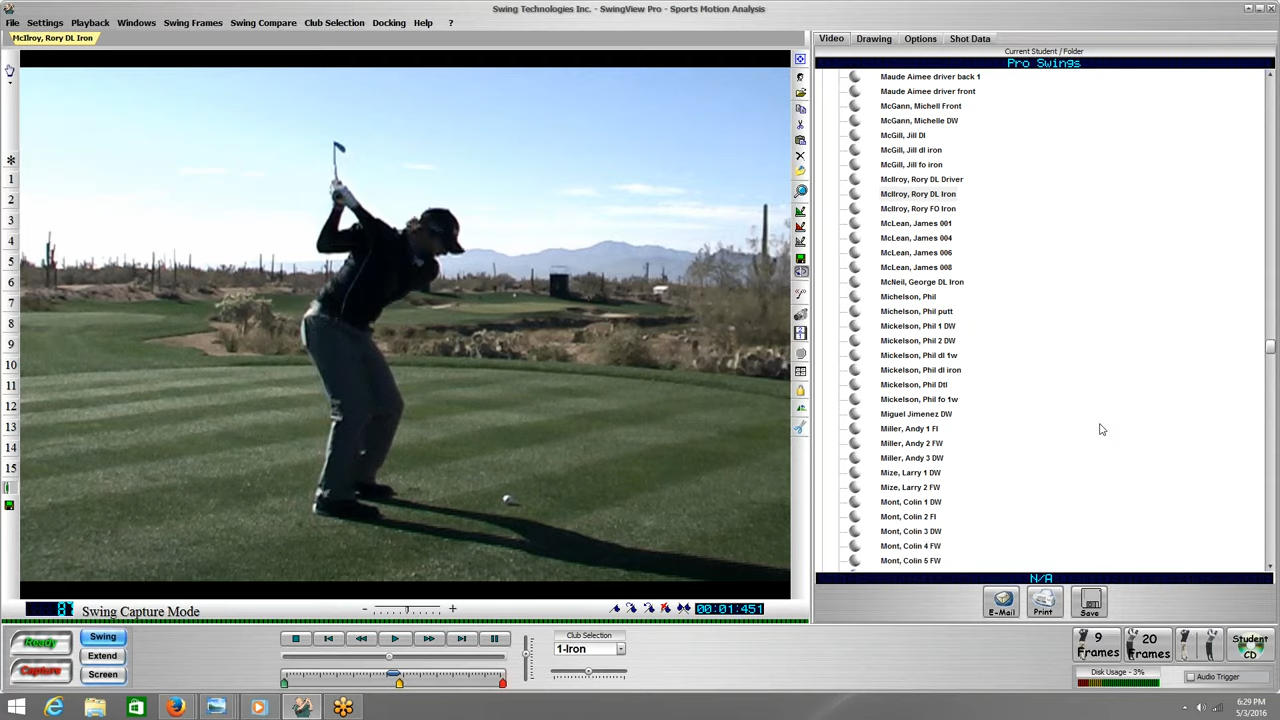 Swing Technologies Inc. - SwingView Pro - Sports Motion Analysis
File Settings Playback Windows Swing Frames Swing Compare Club Selection Docking Help ?
McIlroy, Rory DL Iron
Video Drawing Options Shot Data
Current Student / Folder
Pro Swings
Maude Aimee driver back 1
Maude Aimee driver front
McGann, Michell Front
McGann, Michelle DW
McGill, Jill Dl
McGill, Jill dl iron
McGill, Jill fo iron
McIlroy, Rory DL Driver
McIlroy, Rory DL Iron
McIlroy, Rory FO Iron
McLean, James 001
McLean, James 004
McLean, James 006
McLean, James 008
McNeil, George DL Iron
Michelson, Phil
Michelson, Phil putt
Mickelson, Phil 1 DW
Mickelson, Phil 2 DW
Mickelson, Phil dl 1w
Mickelson, Phil dl iron
Mickelson, Phil Dtl
Mickelson, Phil fo 1w
Miguel Jimenez DW
Miller, Andy 1 FI
Miller, Andy 2 FW
Miller, Andy 3 DW
Mize, Larry 1 DW
Mize, Larry 2 FW
Mont, Colin 1 DW
Mont, Colin 2 FI
Mont, Colin 3 DW
Mont, Colin 4 FW
Mont, Colin 5 FW
N/A
1
2
3
4
5
6
7
8
9
10
11
12
13
14
15
Swing Capture Mode
- +
00:01:451
E-Mail Print Save
Ready Swing
Extend
Capture Screen
Club Selection
1-Iron
9 Frames
20 Frames
Student CD
Disk Usage - 3%
Audio Trigger
6:29 PM
5/3/2016